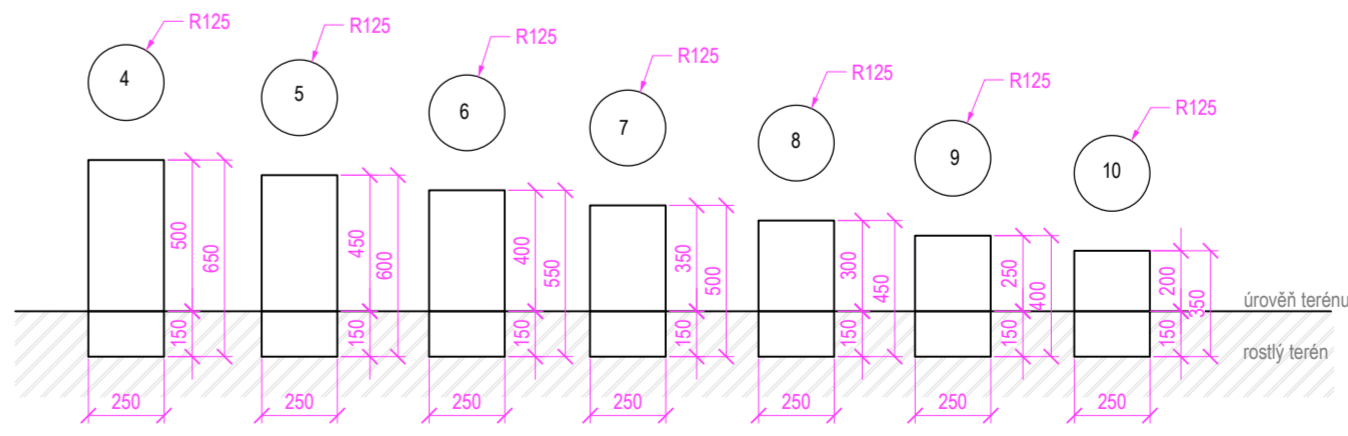 4 R125
5 R125
6 R125
7 R125
8 R125
9 R125
10 R125
500 650 150 250
450 600 150 250
400 550 150 250
350 500 150 250
300 450 150 250
250 400 150 250
200 350 150 250
úrověň terénu
rostlý terén